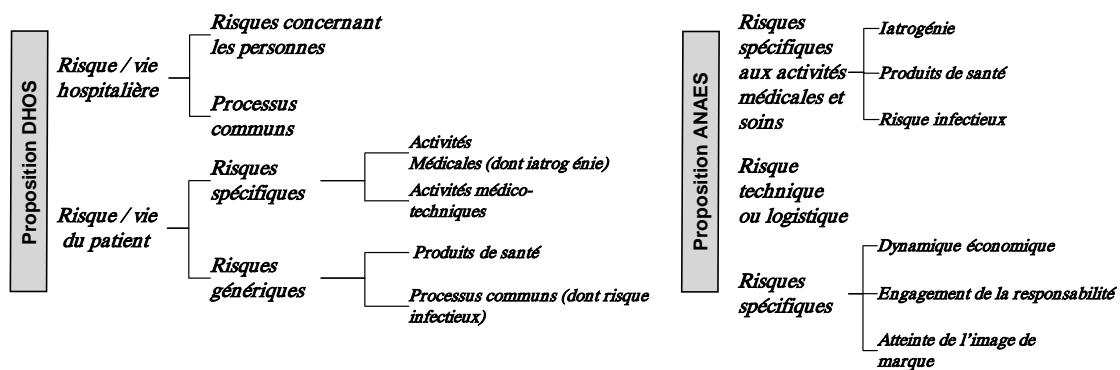 Proposition DHOS
Risque / vie
hospitalière
Risques concernant
les personnes
Processus
communs
Risque / vie
du patient
Risques
spécifiques
Activités
Médicales (dont iatrog énie)
Activités médico-
techniques
Risques
génériques
Produits de santé
Processus communs (dont risque
infectieux)
Proposition ANAES
Risques
spécifiques
aux activités
médicales et
soins
Iatrogénie
Produits de santé
Risque infectieux
Risque
technique
ou logistique
Risques
spécifiques
Dynamique économique
Engagement de la responsabilité
Atteinte de l'image de
marque